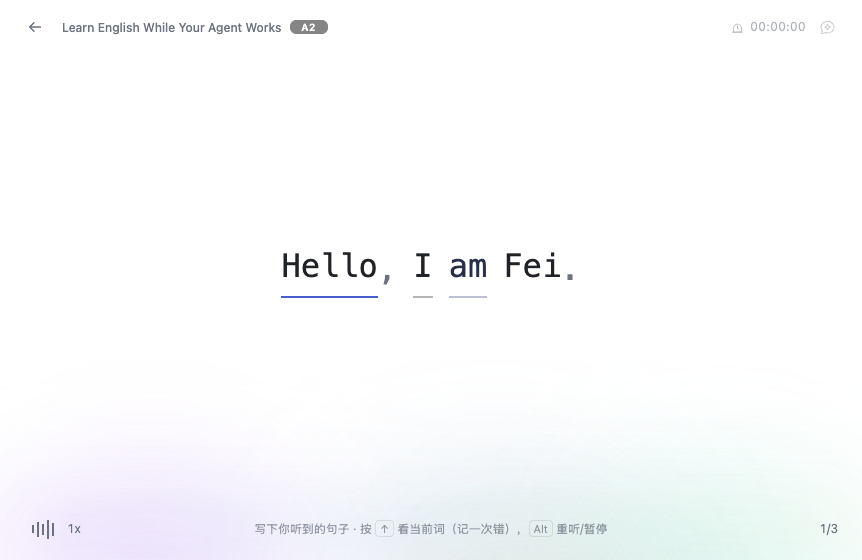 Learn English While Your Agent Works A2 00:00:00
Hello, I am Fei.
1x 写下你听到的句子 · 按 ↑ 看当前词（记一次错）, Alt 重听/暂停 1/3